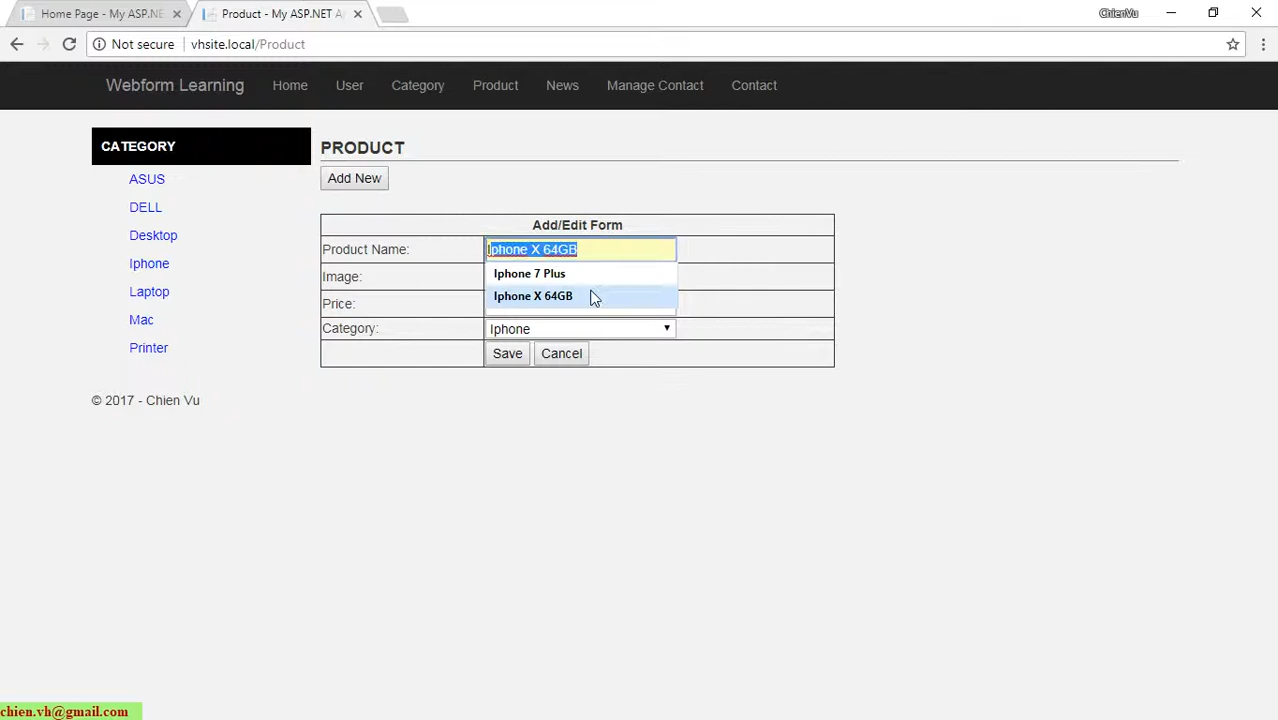 Home Page - My ASP.NE
Product - My ASP.NET A
ChienVu
Not secure
vhsite.local/Product
Webform Learning
Home
User
Category
Product
News
Manage Contact
Contact
CATEGORY
ASUS
DELL
Desktop
Iphone
Laptop
Mac
Printer
© 2017 - Chien Vu
PRODUCT
Add New
Add/Edit Form
Product Name:
Iphone X 64GB
Iphone 7 Plus
Iphone X 64GB
Image:
Price:
Category:
Iphone
Save
Cancel
chien.vh@gmail.com